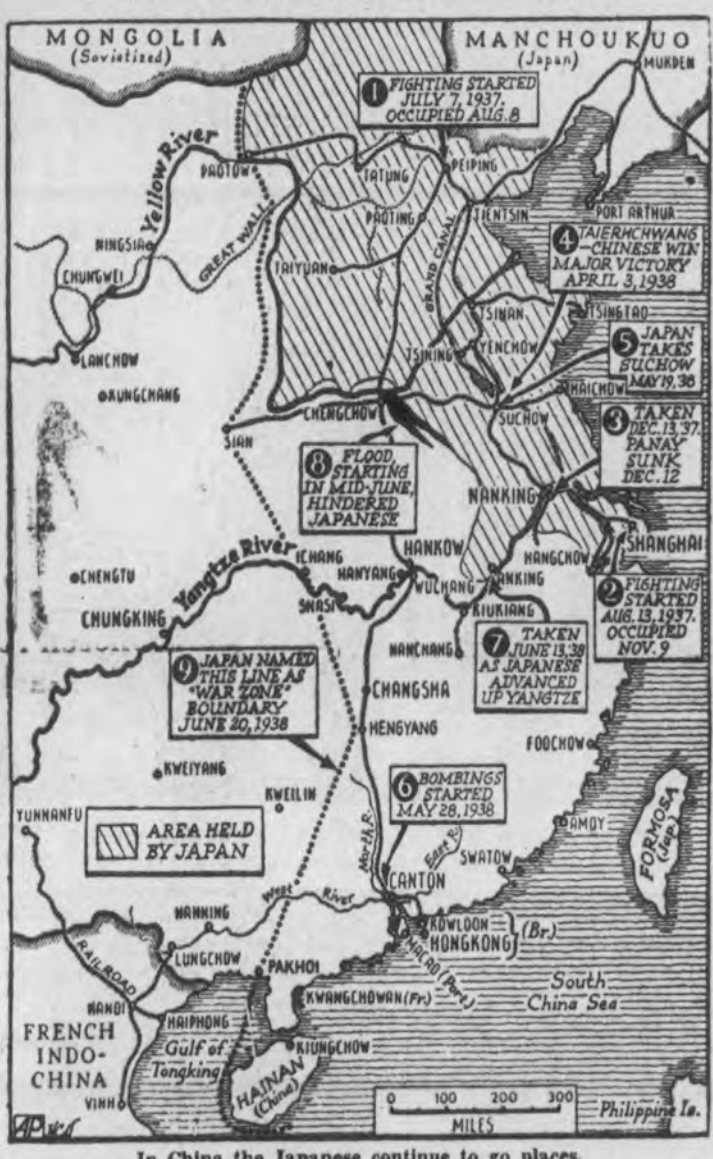 MONGOLIA
(Sovietized)
MANCHOUKUO
(Japan)
MUKDEN
1 FIGHTING STARTED
JULY 7, 1937.
OCCUPIED AUG. 8
Yellow River
PAOTOW
TATUNG
PEIPING
TIENTSIN
PORT ARTHUR
PAOTING
GRAND CANAL
NINGSIA
GREAT WALL
CHUNGWEI
TAIYUAN
4 TAIERHCHWANG
—CHINESE WIN
MAJOR VICTORY
APRIL 3, 1938
TSINAN
TSINGTAO
TSINING
YENCHOW
5 JAPAN
TAKES
SUCHOW
MAY 19, 38
LANCHOW
KUNGCHANG
CHENGCHOW
SUCHOW
HAICHOW
SIAN
3 TAKEN
DEC. 13,'37.
'PANAY'
SUNK
DEC. 12
8 FLOOD,
STARTING
IN MID-JUNE,
HINDERED
JAPANESE
NANKING
SHANGHAI
HANGCHOW
HANKOW
Yangtze River
ICHANG
HANYANG
WUCHANG
ANKING
CHENGTU
SHASI
KIUKIANG
CHUNGKING
2 FIGHTING
STARTED
AUG. 13, 1937.
OCCUPIED
NOV. 9
7 TAKEN
JUNE 13,'38
AS JAPANESE
ADVANCED
UP YANGTZE
NANCHANG
9 JAPAN NAMED
THIS LINE AS
"WAR ZONE"
BOUNDARY
JUNE 20, 1938
CHANGSHA
HENGYANG
FOOCHOW
KWEIYANG
KWEILIN
6 BOMBINGS
STARTED
MAY 28, 1938
YUNNANFU
AREA HELD
BY JAPAN
AMOY
FORMOSA
(Jap.)
North R.
East R.
SWATOW
CANTON
West River
NANNING
KOWLOON
HONGKONG
(Br.)
LUNGCHOW
MACAO (Port.)
RAILROAD
PAKHOI
KWANGCHOWAN (Fr.)
South
China Sea
HANOI
HAIPHONG
FRENCH
INDO-
CHINA
Gulf of
Tongking
KIUNGCHOW
HAINAN
(China)
VINH
0 100 200 300
MILES
Philippine Is.
AP
In China the Japanese continue to go places.